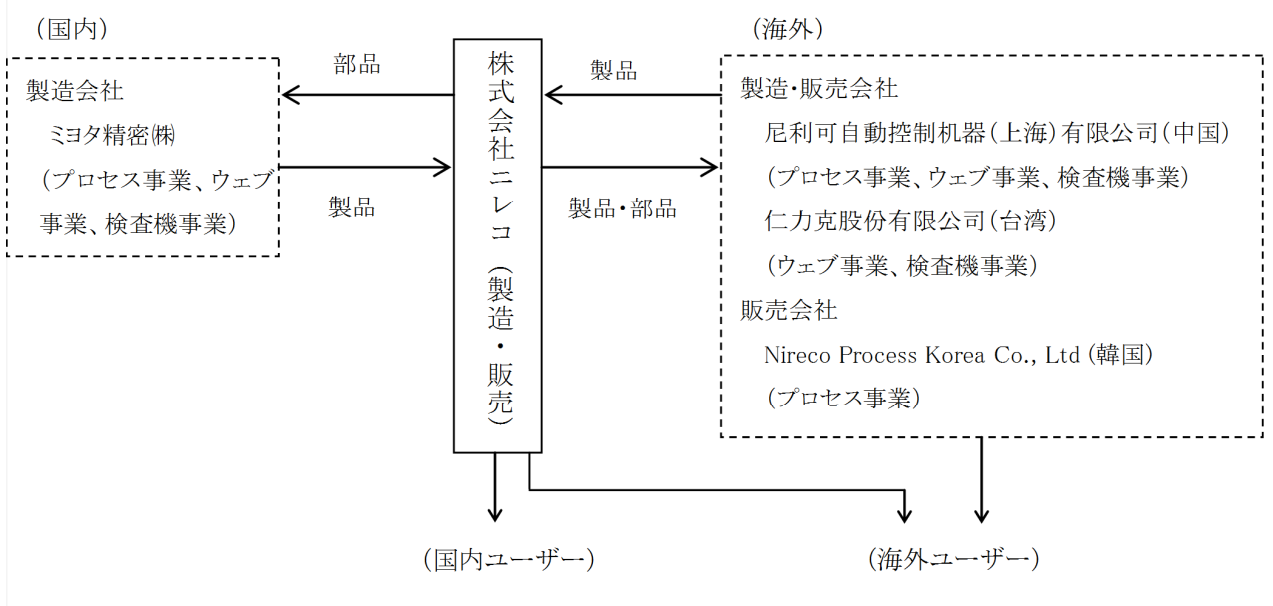 (国内)
製造会社
ミヨタ精密㈱
(プロセス事業、ウェブ
事業、検査機事業)
部品
製品
株式会社ニレコ(製造・販売)
製品
製品・部品
(海外)
製造・販売会社
尼利可自動控制机器(上海)有限公司(中国)
(プロセス事業、ウェブ事業、検査機事業)
仁力克股份有限公司(台湾)
(ウェブ事業、検査機事業)
販売会社
Nireco Process Korea Co., Ltd (韓国)
(プロセス事業)
(国内ユーザー)
(海外ユーザー)